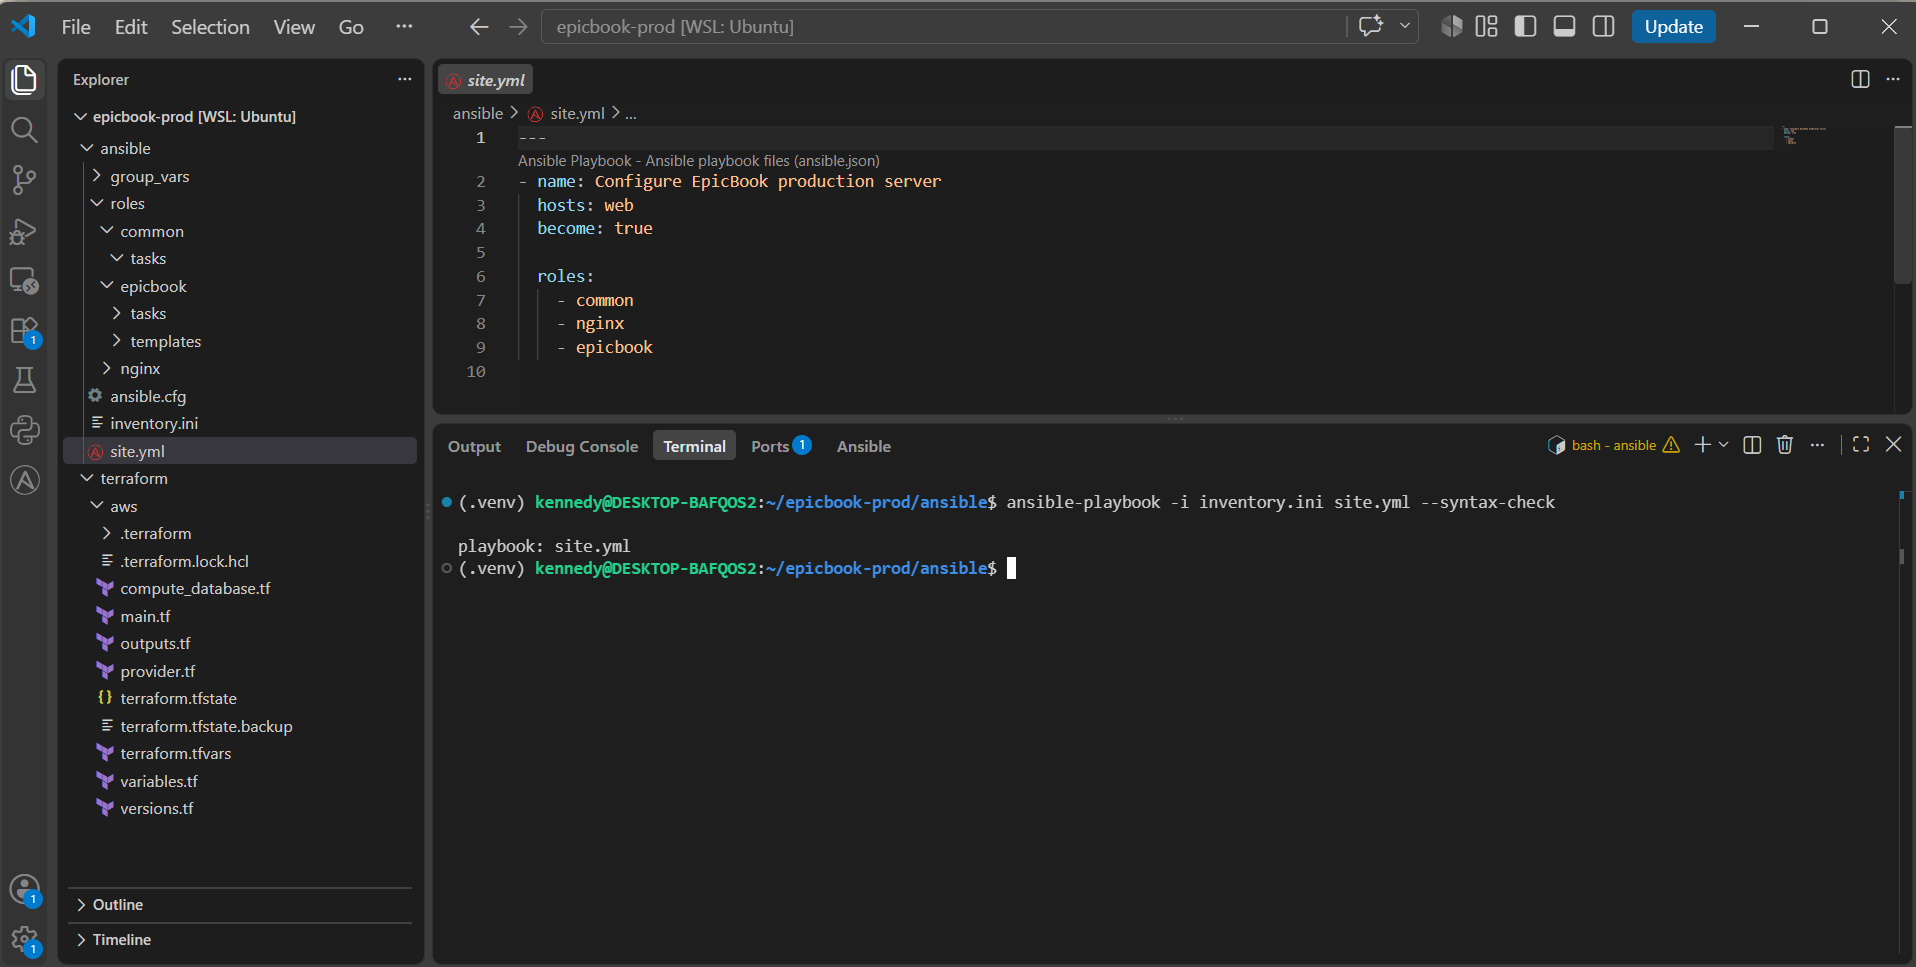 File Edit Selection View Go ···
epicbook-prod [WSL: Ubuntu]
Update
Explorer
epicbook-prod [WSL: Ubuntu]
ansible
group_vars
roles
common
tasks
epicbook
tasks
templates
nginx
ansible.cfg
inventory.ini
site.yml
terraform
aws
.terraform
.terraform.lock.hcl
compute_database.tf
main.tf
outputs.tf
provider.tf
terraform.tfstate
terraform.tfstate.backup
terraform.tfvars
variables.tf
versions.tf
Outline
Timeline
1
1
1
site.yml
ansible > site.yml > ...
1 ---
Ansible Playbook - Ansible playbook files (ansible.json)
2 - name: Configure EpicBook production server
3 hosts: web
4 become: true
5
6 roles:
7 - common
8 - nginx
9 - epicbook
10
Output Debug Console Terminal Ports 1 Ansible
bash - ansible
(.venv) kennedy@DESKTOP-BAFQOS2:~/epicbook-prod/ansible$ ansible-playbook -i inventory.ini site.yml --syntax-check
playbook: site.yml
(.venv) kennedy@DESKTOP-BAFQOS2:~/epicbook-prod/ansible$